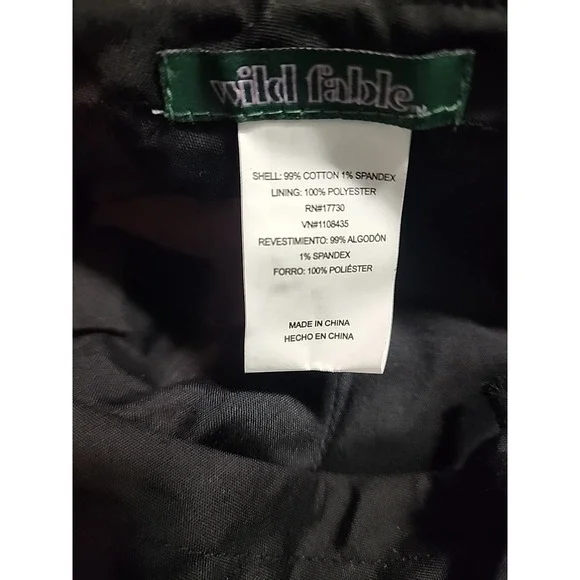 wild fable
SHELL: 99% COTTON 1% SPANDEX
LINING: 100% POLYESTER
RN#17730
VN#1108435
REVESTIMIENTO: 99% ALGODÓN
1% SPANDEX
FORRO: 100% POLIÉSTER
MADE IN CHINA
HECHO EN CHINA